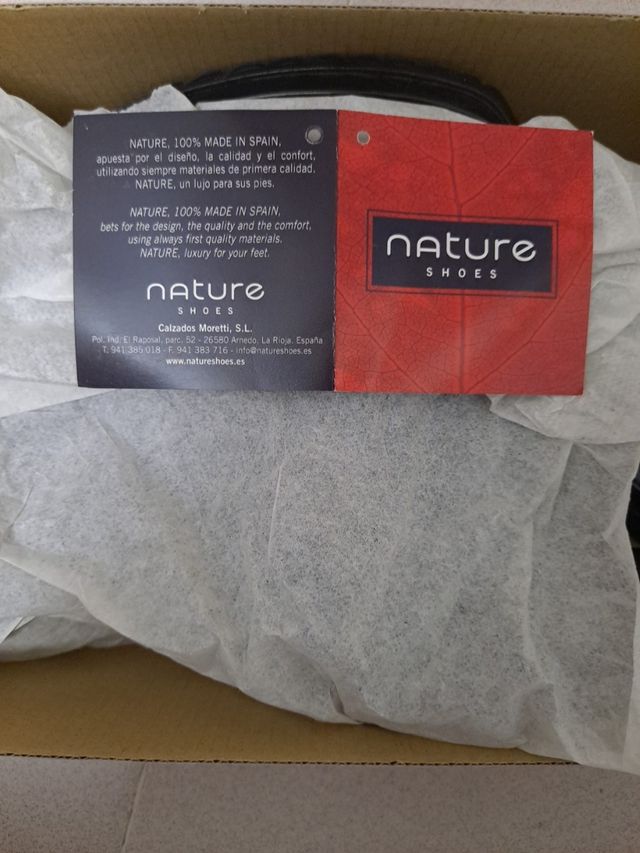 NATURE, 100% MADE IN SPAIN,
apuesta por el diseño, la calidad y el confort,
utilizando siempre materiales de primera calidad.
NATURE, un lujo para sus pies.
NATURE, 100% MADE IN SPAIN,
bets for the design, the quality and the comfort,
using always first quality materials.
NATURE, luxury for your feet.
nAture
SHOES
Calzados Moretti, S.L.
Pol. Ind. El Raposal, parc. 52 - 26580 Arnedo. La Rioja. España
T. 941 385 018 - F. 941 383 716 - info@natureshoes.es
www.natureshoes.es
nAture
SHOES